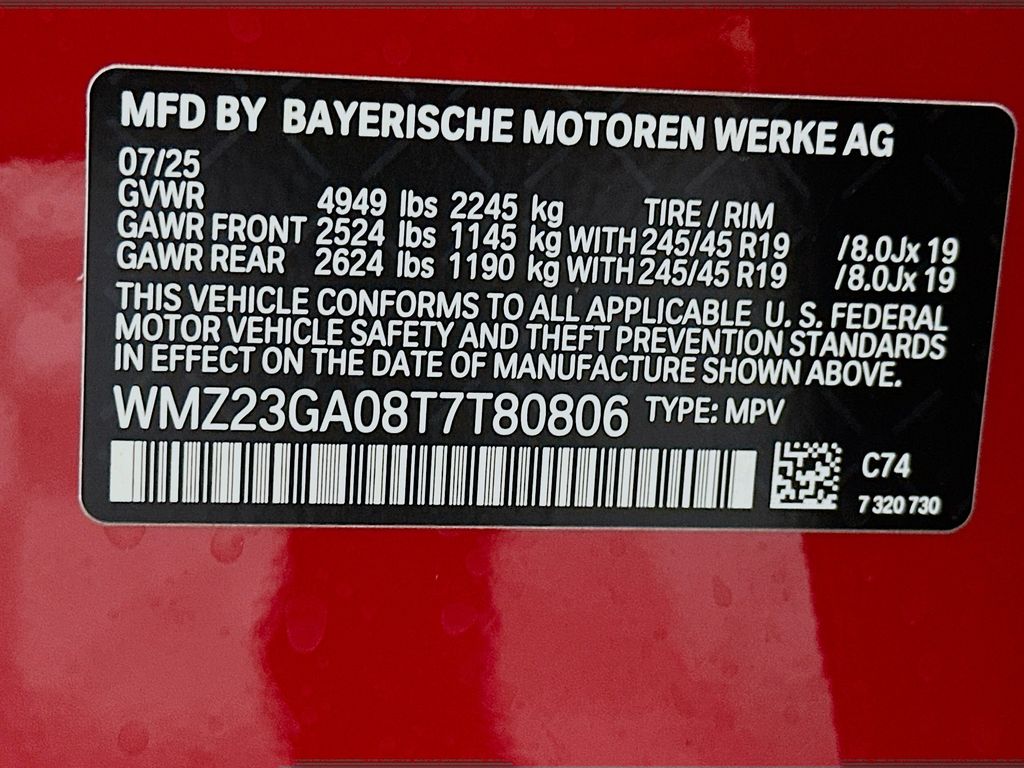 MFD BY BAYERISCHE MOTOREN WERKE AG
07/25
GVWR 4949 lbs 2245 kg TIRE / RIM
GAWR FRONT 2524 lbs 1145 kg WITH 245/45 R19 /8.0Jx 19
GAWR REAR 2624 lbs 1190 kg WITH 245/45 R19 /8.0Jx 19
THIS VEHICLE CONFORMS TO ALL APPLICABLE U. S. FEDERAL
MOTOR VEHICLE SAFETY AND THEFT PREVENTION STANDARDS
IN EFFECT ON THE DATE OF MANUFACTURE SHOWN ABOVE.
WMZ23GA08T7T80806 TYPE: MPV
C74
7 320 730